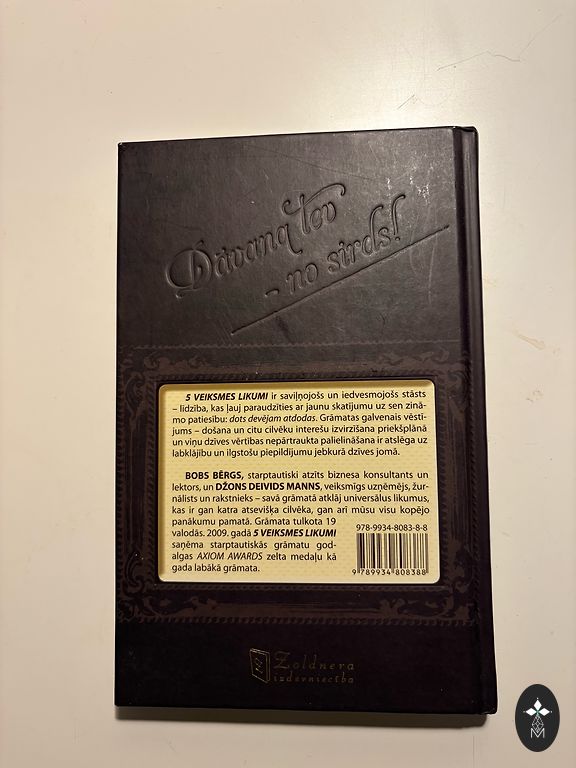 Dāvana tev
- no sirds!
5 VEIKSMES LIKUMI ir saviļņojošs un iedvesmojošs stāsts
– līdzība, kas ļauj paraudzīties ar jaunu skatījumu uz sen zinā-
mo patiesību: dots devējam atdodas. Grāmatas galvenais vēstī-
jums – došana un citu cilvēku interešu izvirzīšana priekšplānā
un viņu dzīves vērtības nepārtraukta palielināšana ir atslēga uz
labklājību un ilgstošu piepildījumu jebkurā dzīves jomā.
BOBS BĒRGS, starptautiski atzīts biznesa konsultants un
lektors, un DŽONS DEIVIDS MANNS, veiksmīgs uzņēmējs, žur-
nālists un rakstnieks – savā grāmatā atklāj universālus likumus,
kas ir gan katra atsevišķa cilvēka, gan arī mūsu visu kopējo
panākumu pamatā. Grāmata tulkota 19
valodās. 2009. gadā 5 VEIKSMES LIKUMI
saņēma starptautiskās grāmatu god-
algas AXIOM AWARDS zelta medaļu kā
gada labākā grāmata.
978-9934-8083-8-8
9 789934 808388
Zoldnera
izdevniecība